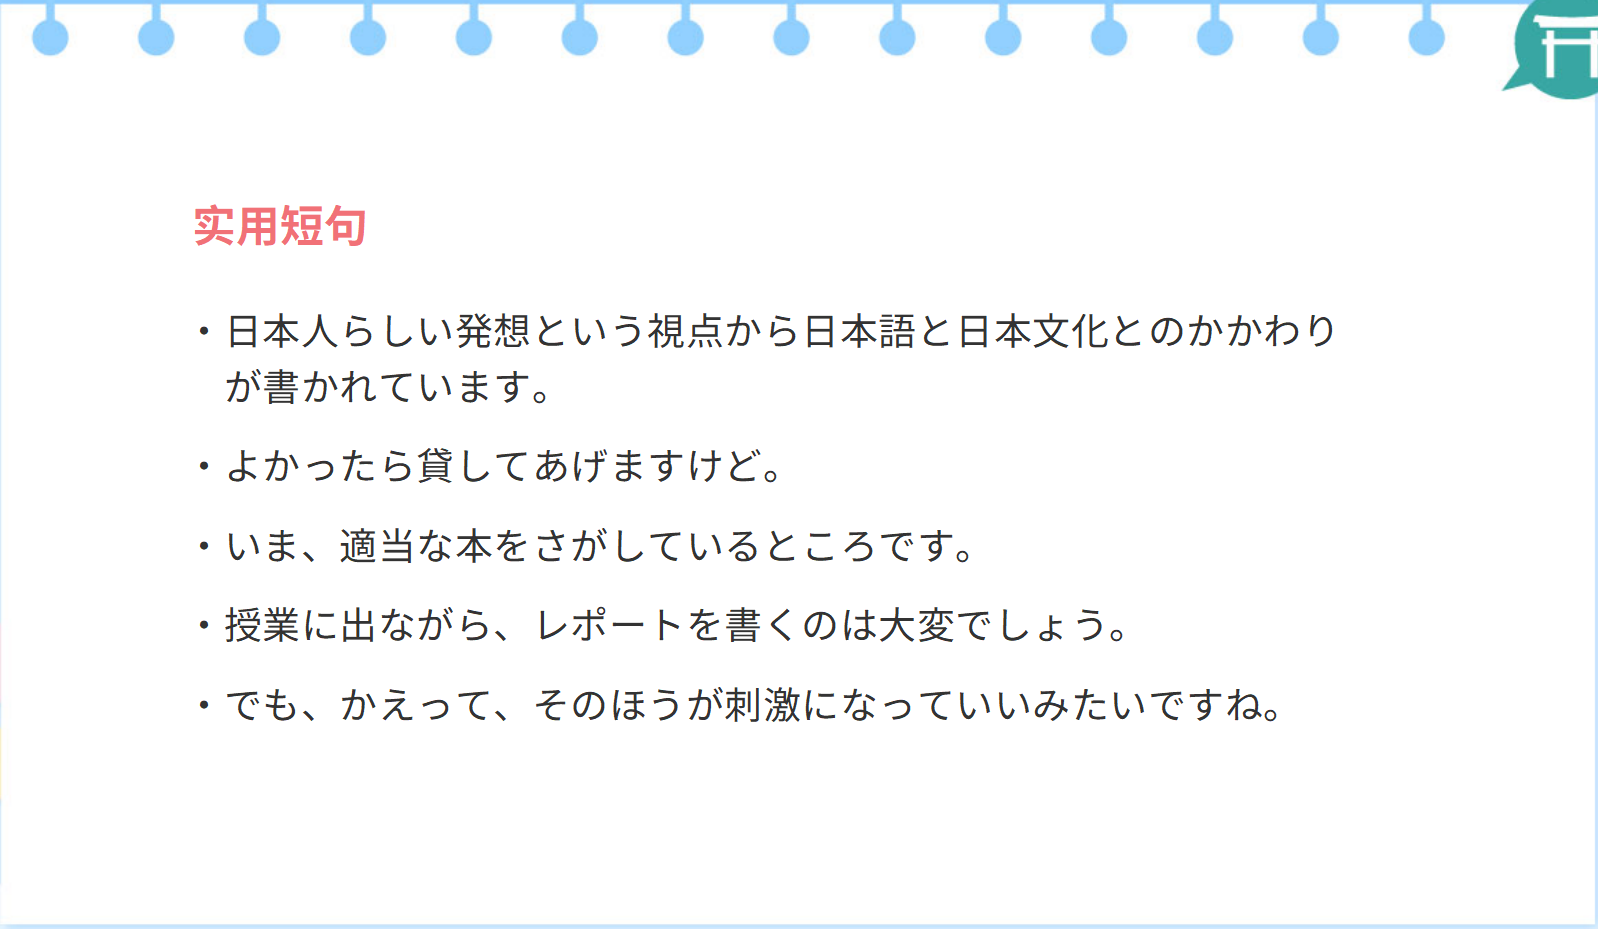 实用短句
・日本人らしい発想という視点から日本語と日本文化とのかかわり
が書かれています。
・よかったら貸してあげますけど。
・いま、適当な本をさがしているところです。
・授業に出ながら、レポートを書くのは大変でしょう。
・でも、かえって、そのほうが刺激になっていいみたいですね。